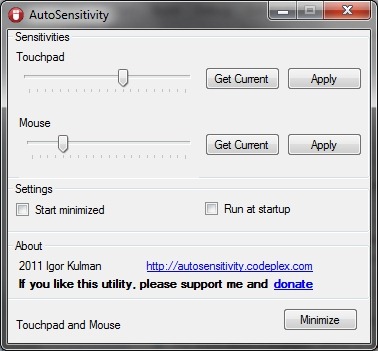 AutoSensitivity
Sensitivities
Touchpad
Get Current Apply
Mouse
Get Current Apply
Settings
Start minimized Run at startup
About
2011 Igor Kulman http://autosensitivity.codeplex.com
If you like this utility, please support me and donate
Touchpad and Mouse Minimize